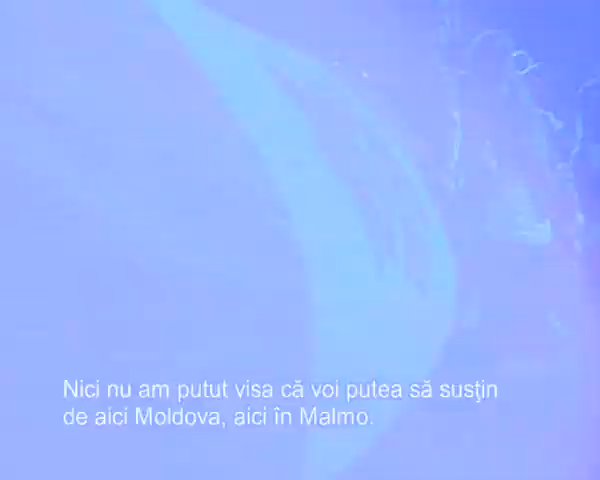 Nici nu am putut visa că voi putea să susţin
de aici Moldova, aici în Malmo.